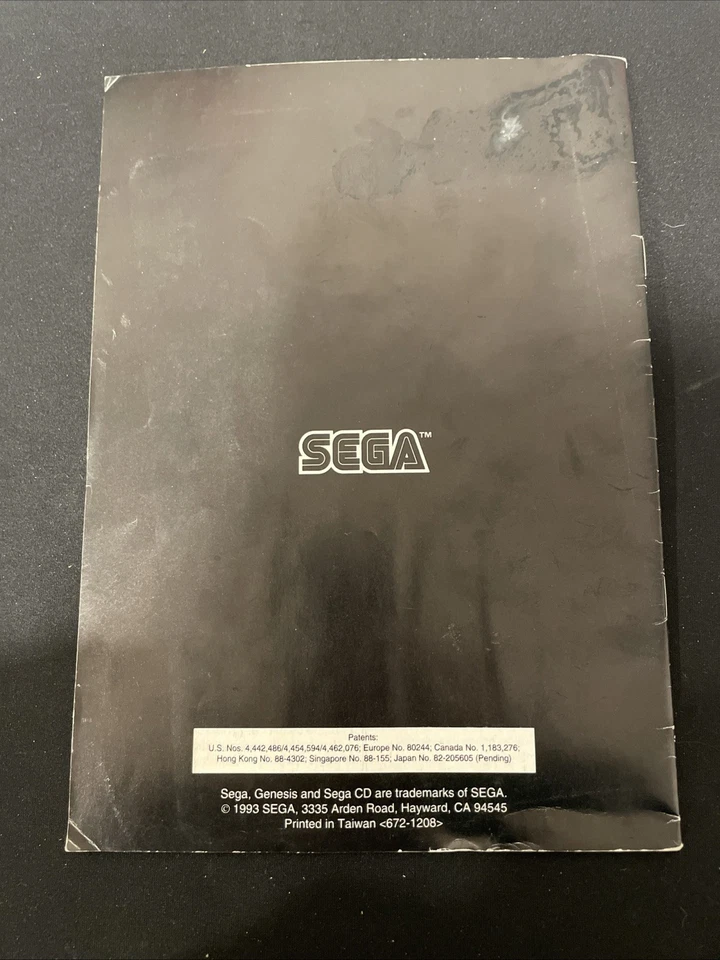 SEGA™
Patents:
U.S. Nos. 4,442,486/4,454,594/4,462,076; Europe No. 80244; Canada No. 1,183,276;
Hong Kong No. 88-4302; Singapore No. 88-155; Japan No. 82-205605 (Pending)
Sega, Genesis and Sega CD are trademarks of SEGA.
© 1993 SEGA, 3335 Arden Road, Hayward, CA 94545
Printed in Taiwan <672-1208>